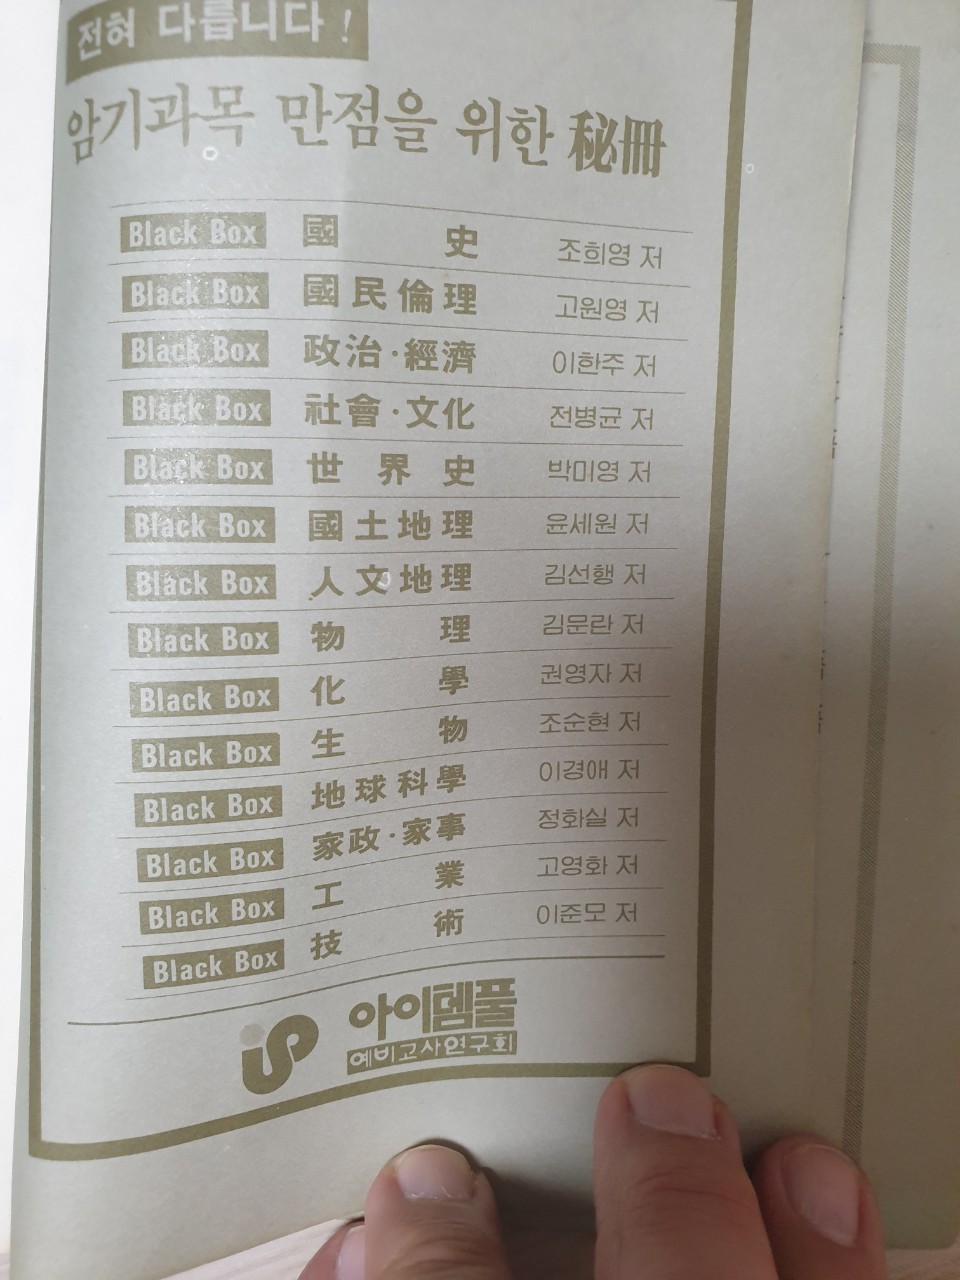 전혀 다릅니다!
암기과목 만점을 위한 秘冊
Black Box 國史 조희영 저
Black Box 國民倫理 고원영 저
Black Box 政治·經濟 이한주 저
Black Box 社會·文化 전병균 저
Black Box 世界史 박미영 저
Black Box 國土地理 윤세원 저
Black Box 人文地理 김선행 저
Black Box 物理 김문란 저
Black Box 化學 권영자 저
Black Box 生物 조순현 저
Black Box 地球科學 이경애 저
Black Box 家政·家事 정화실 저
Black Box 工業 고영화 저
Black Box 技術 이준모 저
아이템풀
예비고사연구회